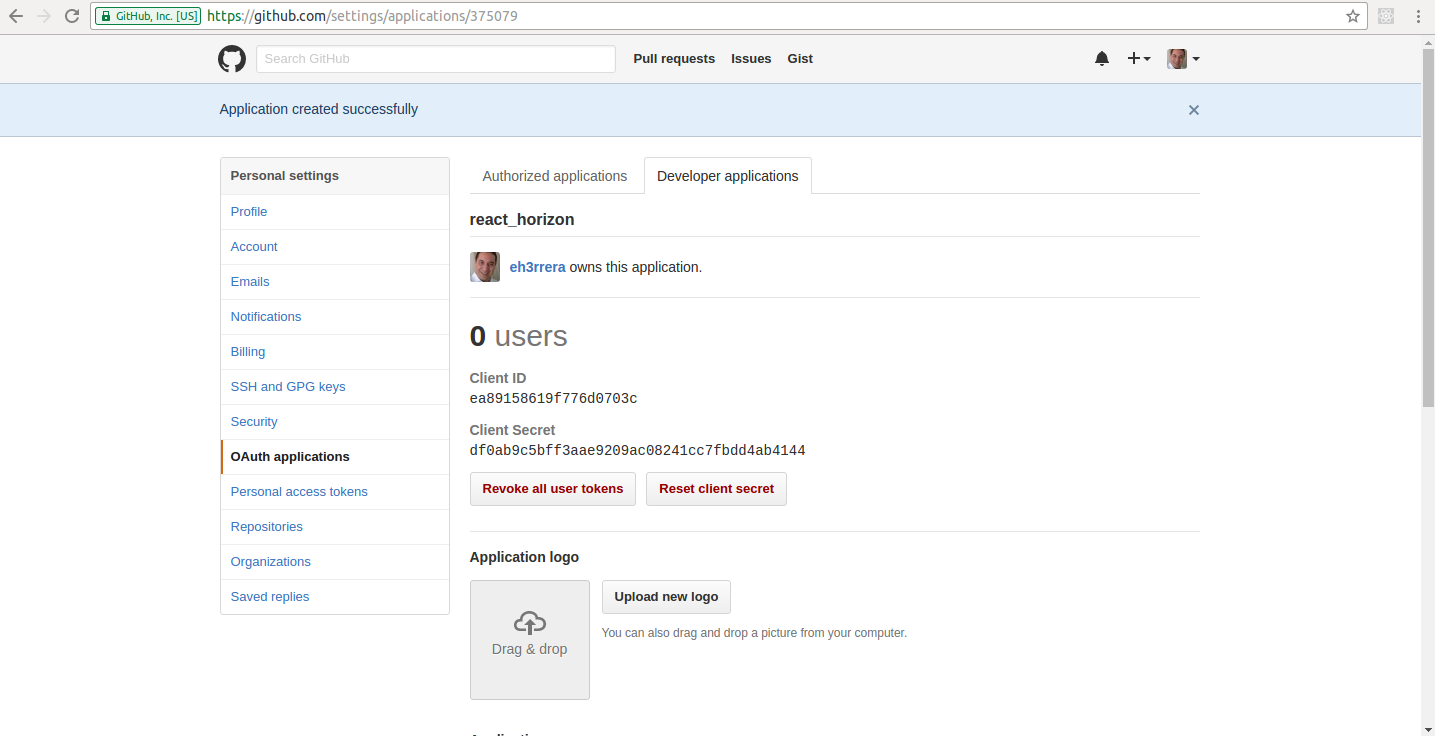 GitHub, Inc. [US] https://github.com/settings/applications/375079
Search GitHub Pull requests Issues Gist
Application created successfully
Personal settings
Profile
Account
Emails
Notifications
Billing
SSH and GPG keys
Security
OAuth applications
Personal access tokens
Repositories
Organizations
Saved replies
Authorized applications Developer applications
react_horizon
eh3rrera owns this application.
0 users
Client ID
ea89158619f776d0703c
Client Secret
df0ab9c5bff3aae9209ac08241cc7fbdd4ab4144
Revoke all user tokens Reset client secret
Application logo
Drag & drop
Upload new logo
You can also drag and drop a picture from your computer.